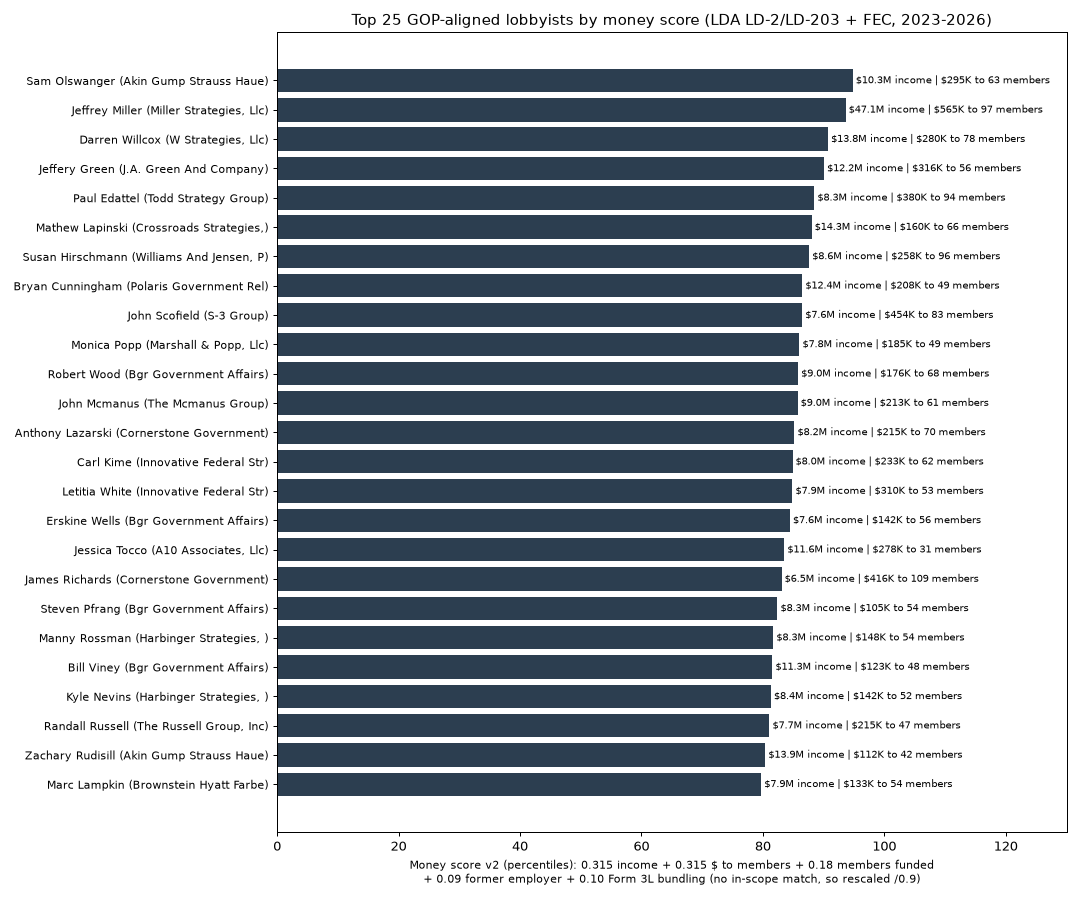 Top 25 GOP-aligned lobbyists by money score (LDA LD-2/LD-203 + FEC, 2023-2026)
Sam Olswanger (Akin Gump Strauss Haue) $10.3M income | $295K to 63 members
Jeffrey Miller (Miller Strategies, Llc) $47.1M income | $565K to 97 members
Darren Willcox (W Strategies, Llc) $13.8M income | $280K to 78 members
Jeffery Green (J.A. Green And Company) $12.2M income | $316K to 56 members
Paul Edattel (Todd Strategy Group) $8.3M income | $380K to 94 members
Mathew Lapinski (Crossroads Strategies,) $14.3M income | $160K to 66 members
Susan Hirschmann (Williams And Jensen, P) $8.6M income | $258K to 96 members
Bryan Cunningham (Polaris Government Rel) $12.4M income | $208K to 49 members
John Scofield (S-3 Group) $7.6M income | $454K to 83 members
Monica Popp (Marshall & Popp, Llc) $7.8M income | $185K to 49 members
Robert Wood (Bgr Government Affairs) $9.0M income | $176K to 68 members
John Mcmanus (The Mcmanus Group) $9.0M income | $213K to 61 members
Anthony Lazarski (Cornerstone Government) $8.2M income | $215K to 70 members
Carl Kime (Innovative Federal Str) $8.0M income | $233K to 62 members
Letitia White (Innovative Federal Str) $7.9M income | $310K to 53 members
Erskine Wells (Bgr Government Affairs) $7.6M income | $142K to 56 members
Jessica Tocco (A10 Associates, Llc) $11.6M income | $278K to 31 members
James Richards (Cornerstone Government) $6.5M income | $416K to 109 members
Steven Pfrang (Bgr Government Affairs) $8.3M income | $105K to 54 members
Manny Rossman (Harbinger Strategies, ) $8.3M income | $148K to 54 members
Bill Viney (Bgr Government Affairs) $11.3M income | $123K to 48 members
Kyle Nevins (Harbinger Strategies, ) $8.4M income | $142K to 52 members
Randall Russell (The Russell Group, Inc) $7.7M income | $215K to 47 members
Zachary Rudisill (Akin Gump Strauss Haue) $13.9M income | $112K to 42 members
Marc Lampkin (Brownstein Hyatt Farbe) $7.9M income | $133K to 54 members
0 20 40 60 80 100 120
Money score v2 (percentiles): 0.315 income + 0.315 $ to members + 0.18 members funded
+ 0.09 former employer + 0.10 Form 3L bundling (no in-scope match, so rescaled /0.9)